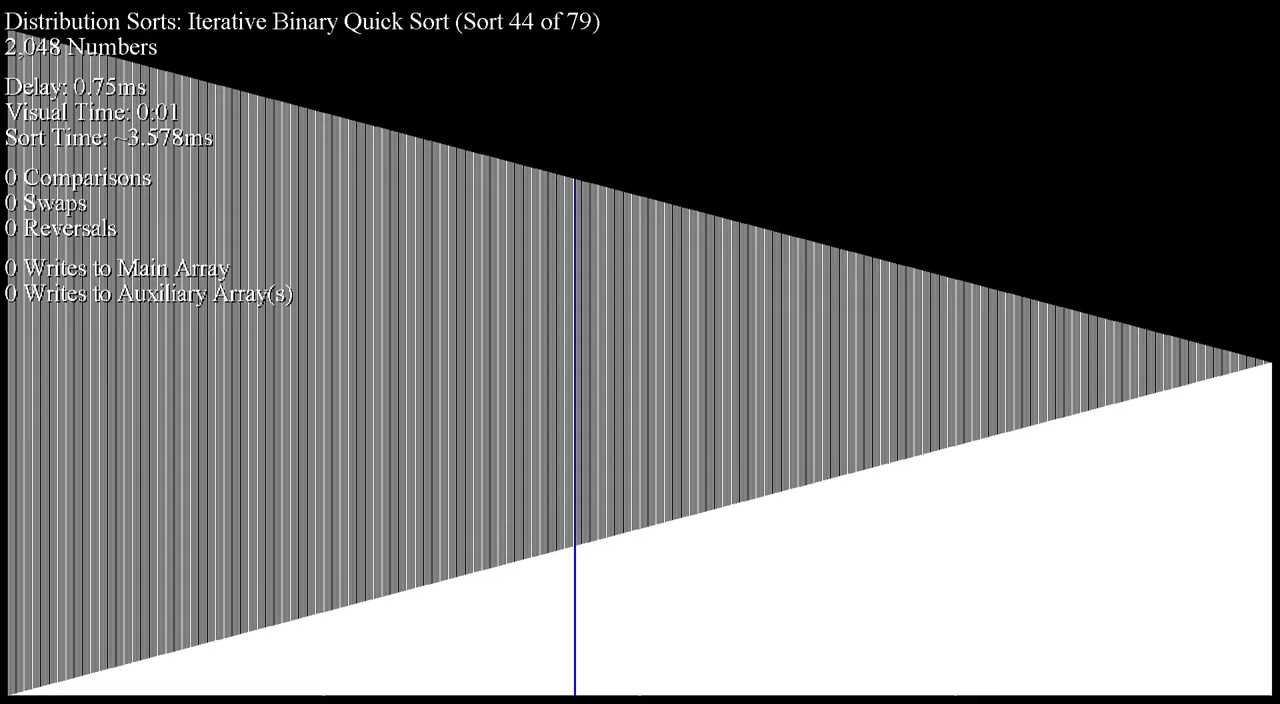 Distribution Sorts: Iterative Binary Quick Sort (Sort 44 of 79)
2,048 Numbers
Delay: 0.75ms
Visual Time: 0:01
Sort Time: ~3.578ms
0 Comparisons
0 Swaps
0 Reversals
0 Writes to Main Array
0 Writes to Auxiliary Array(s)